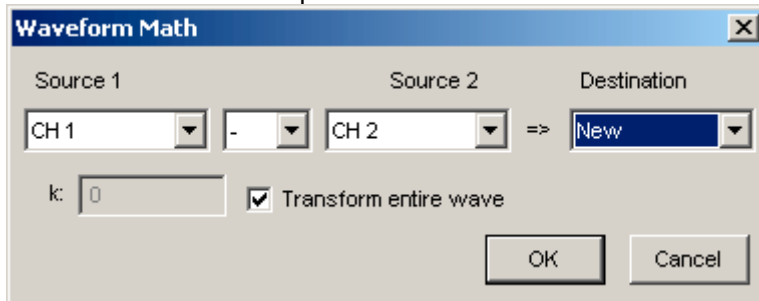 Waveform Math
Source 1 Source 2 Destination
CH 1 - CH 2 => New
k: 0 Transform entire wave
OK Cancel